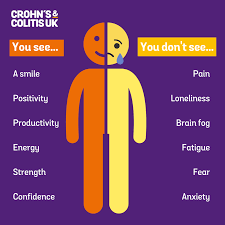 CROHN'S &
COLITIS UK
You see...
You don't see...
A smile
Positivity
Productivity
Energy
Strength
Confidence
Pain
Loneliness
Brain fog
Fatigue
Fear
Anxiety